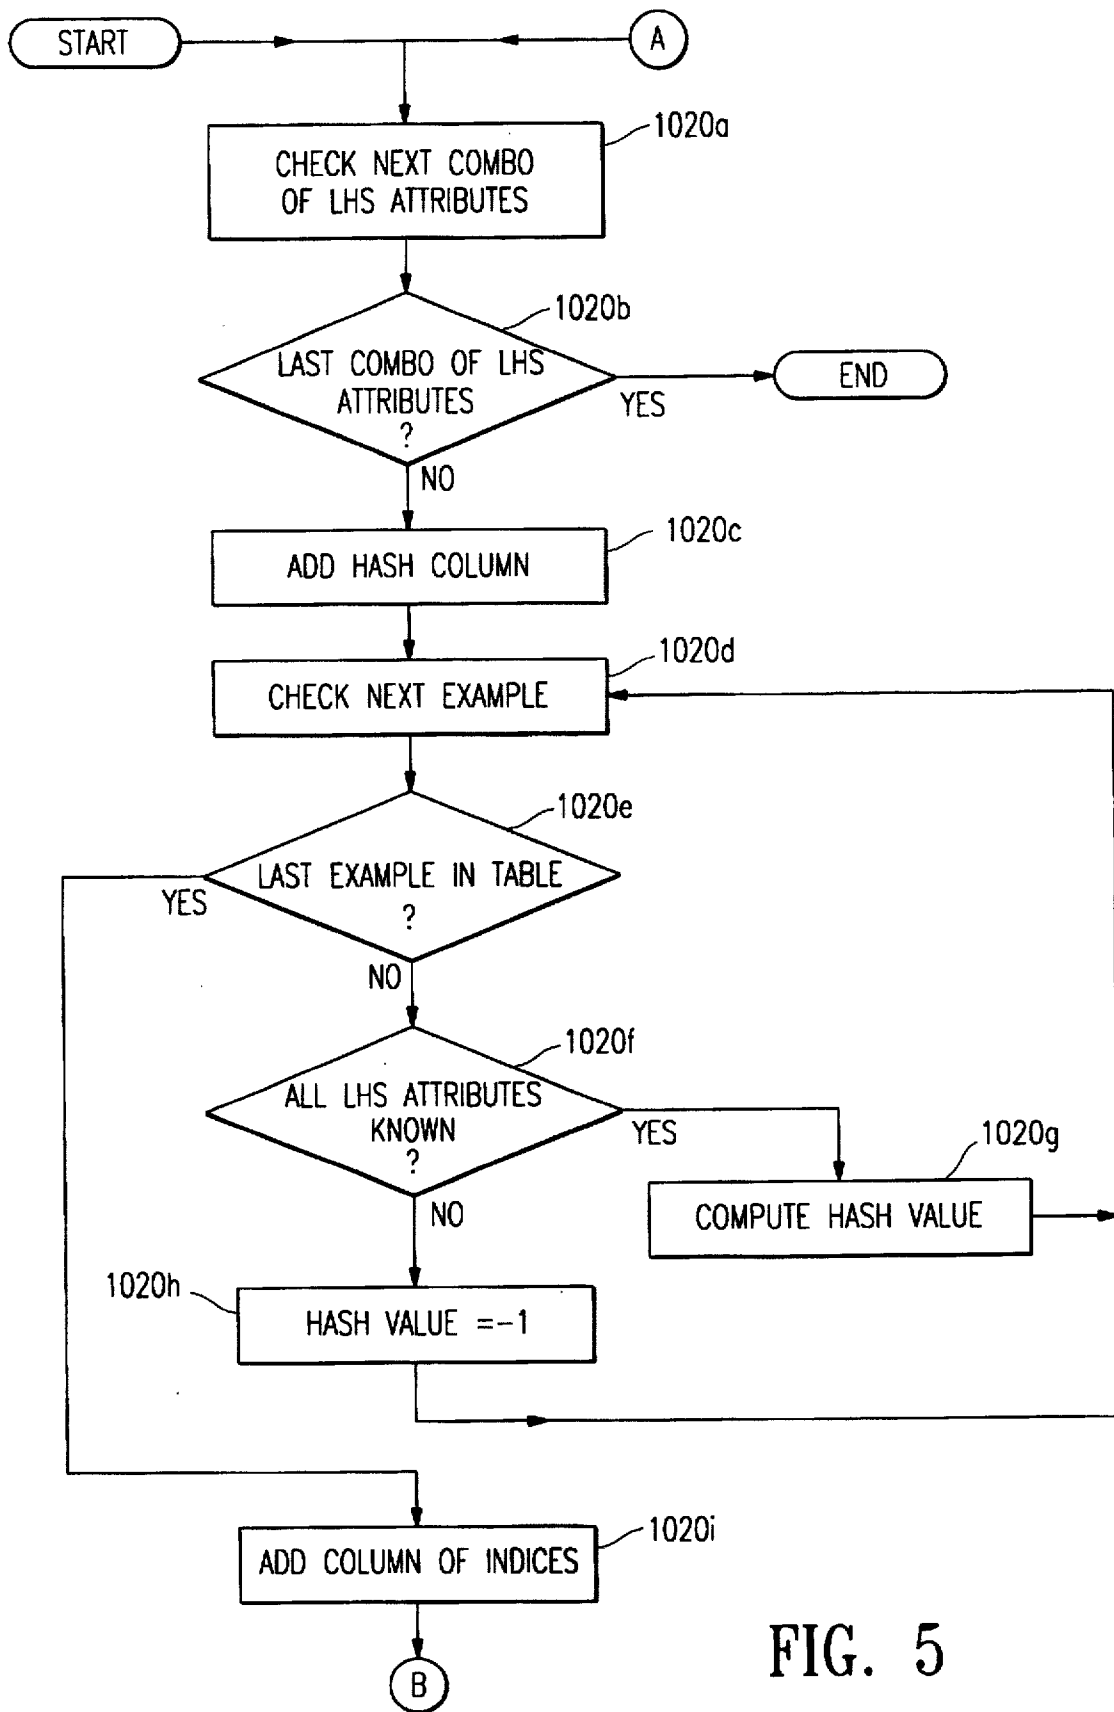 START
A
1020a
CHECK NEXT COMBO
OF LHS ATTRIBUTES
1020b
LAST COMBO OF LHS
ATTRIBUTES
?
YES
END
NO
1020c
ADD HASH COLUMN
1020d
CHECK NEXT EXAMPLE
1020e
LAST EXAMPLE IN TABLE
?
YES
NO
1020f
ALL LHS ATTRIBUTES
KNOWN
?
YES
1020g
COMPUTE HASH VALUE
NO
1020h
HASH VALUE =-1
1020i
ADD COLUMN OF INDICES
B
FIG. 5